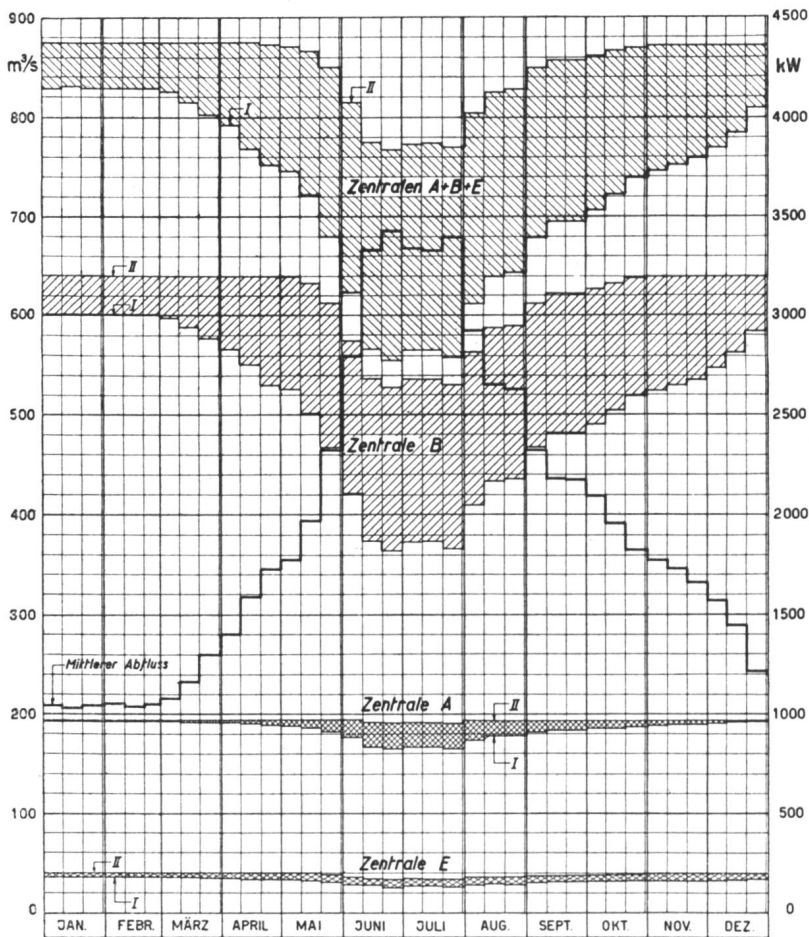 900
m³/s
800
700
600
500
400
300
200
100
0
4500
kW
4000
3500
3000
2500
2000
1500
1000
500
0
II
I
Zentralen A+B+E
II
I
Zentrale B
Mittlerer Abfluss
Zentrale A
II
I
Zentrale E
II
I
JAN. FEBR. MÄRZ APRIL MAI JUNI JULI AUG. SEPT. OKT. NOV. DEZ.